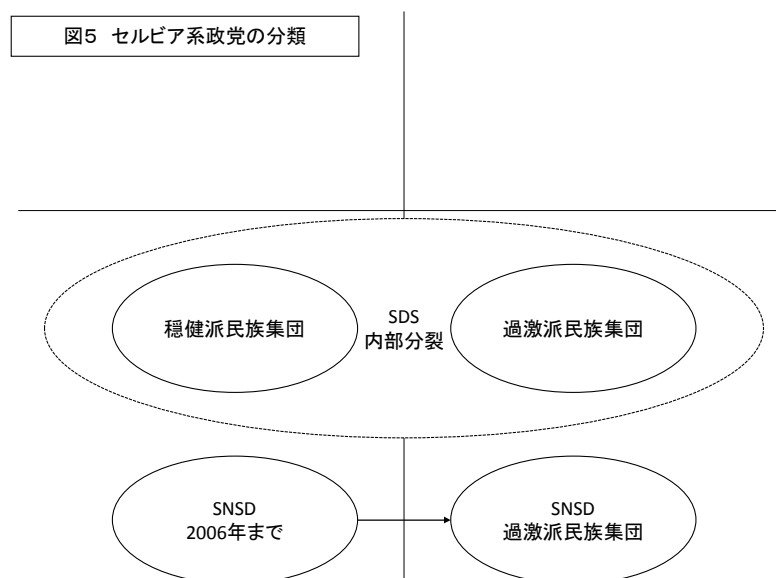 図5 セルビア系政党の分類
穏健派民族集団
SDS
内部分裂
過激派民族集団
SNSD
2006年まで
SNSD
過激派民族集団